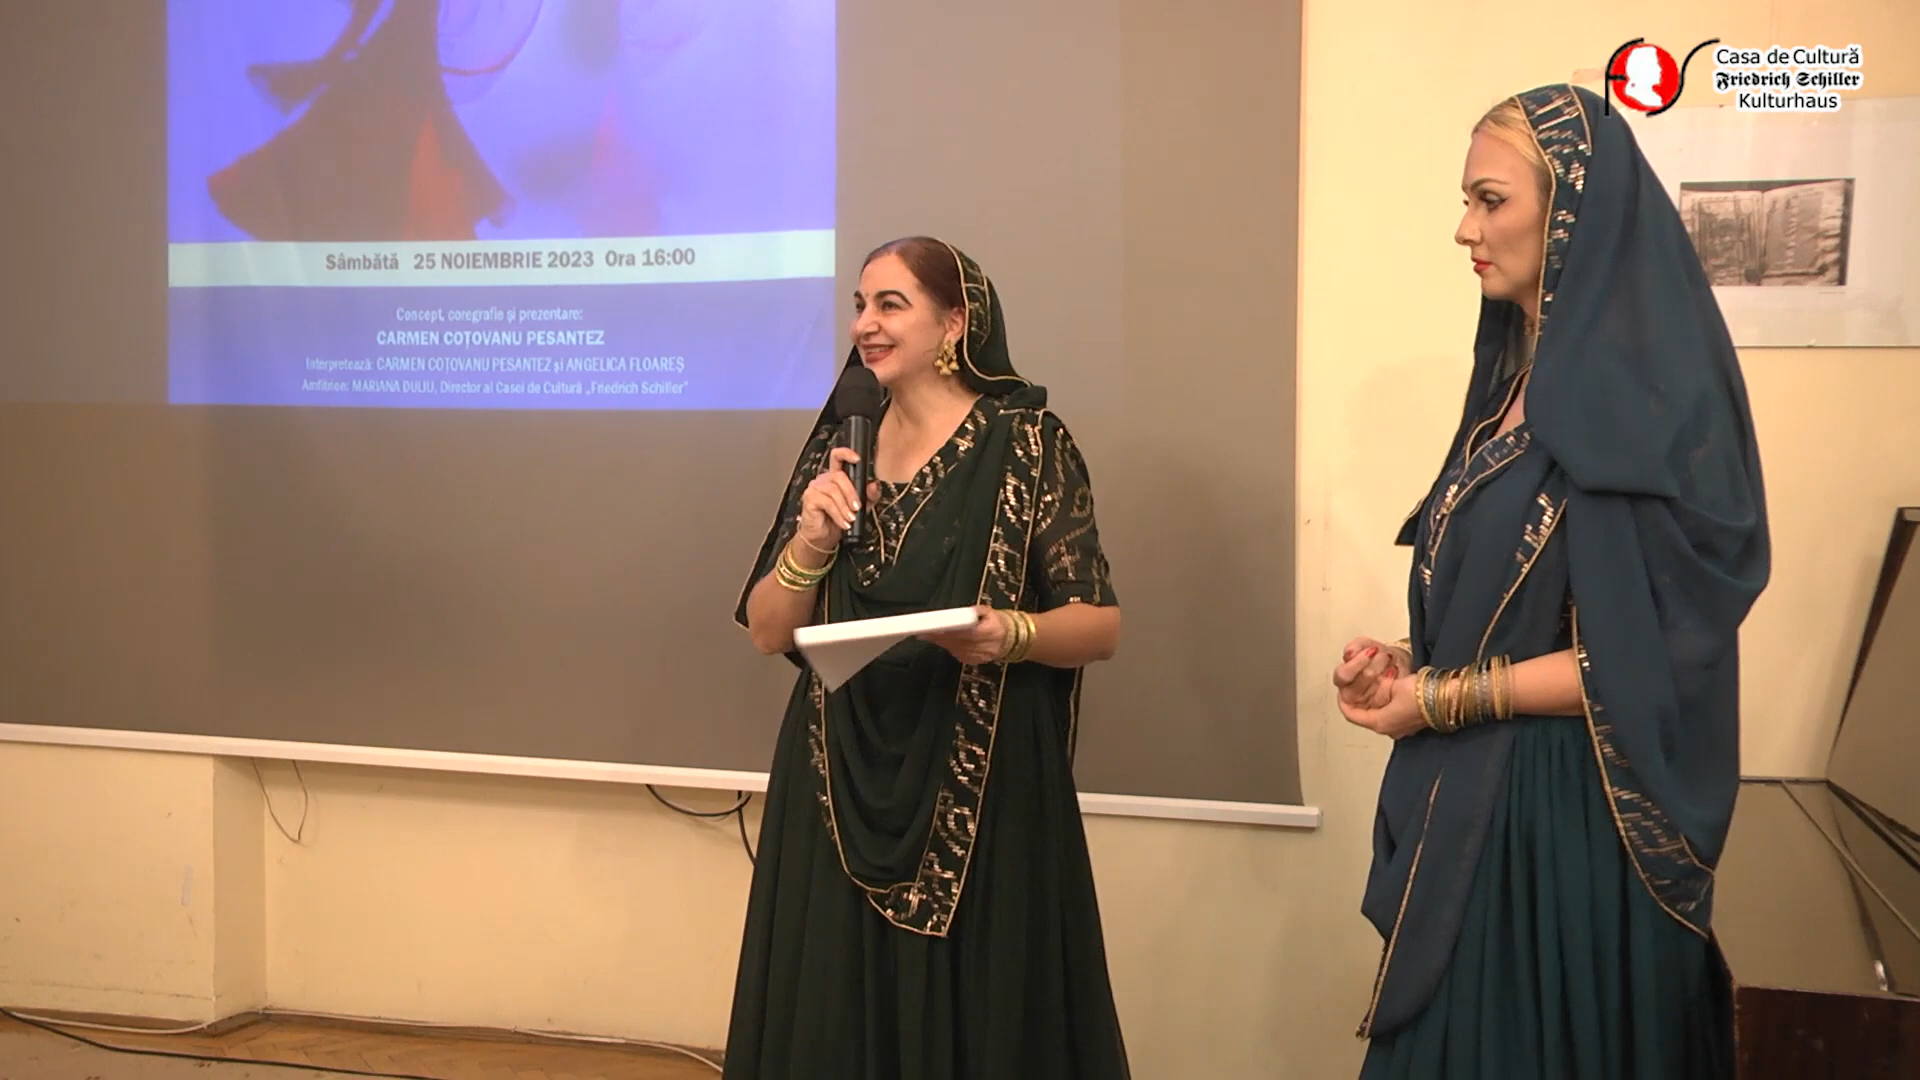 Casa de Cultură
Friedrich Schiller
Kulturhaus
Sâmbătă 25 NOIEMBRIE 2023 Ora 16:00
Concept, coregrafie și prezentare:
CARMEN COȚOVANU PESANTEZ
Interpretează: CARMEN COȚOVANU PESANTEZ și ANGELICA FLOAREȘ
Amfitrion: MARIANA DULIU, Director al Casei de Cultură „Friedrich Schiller”